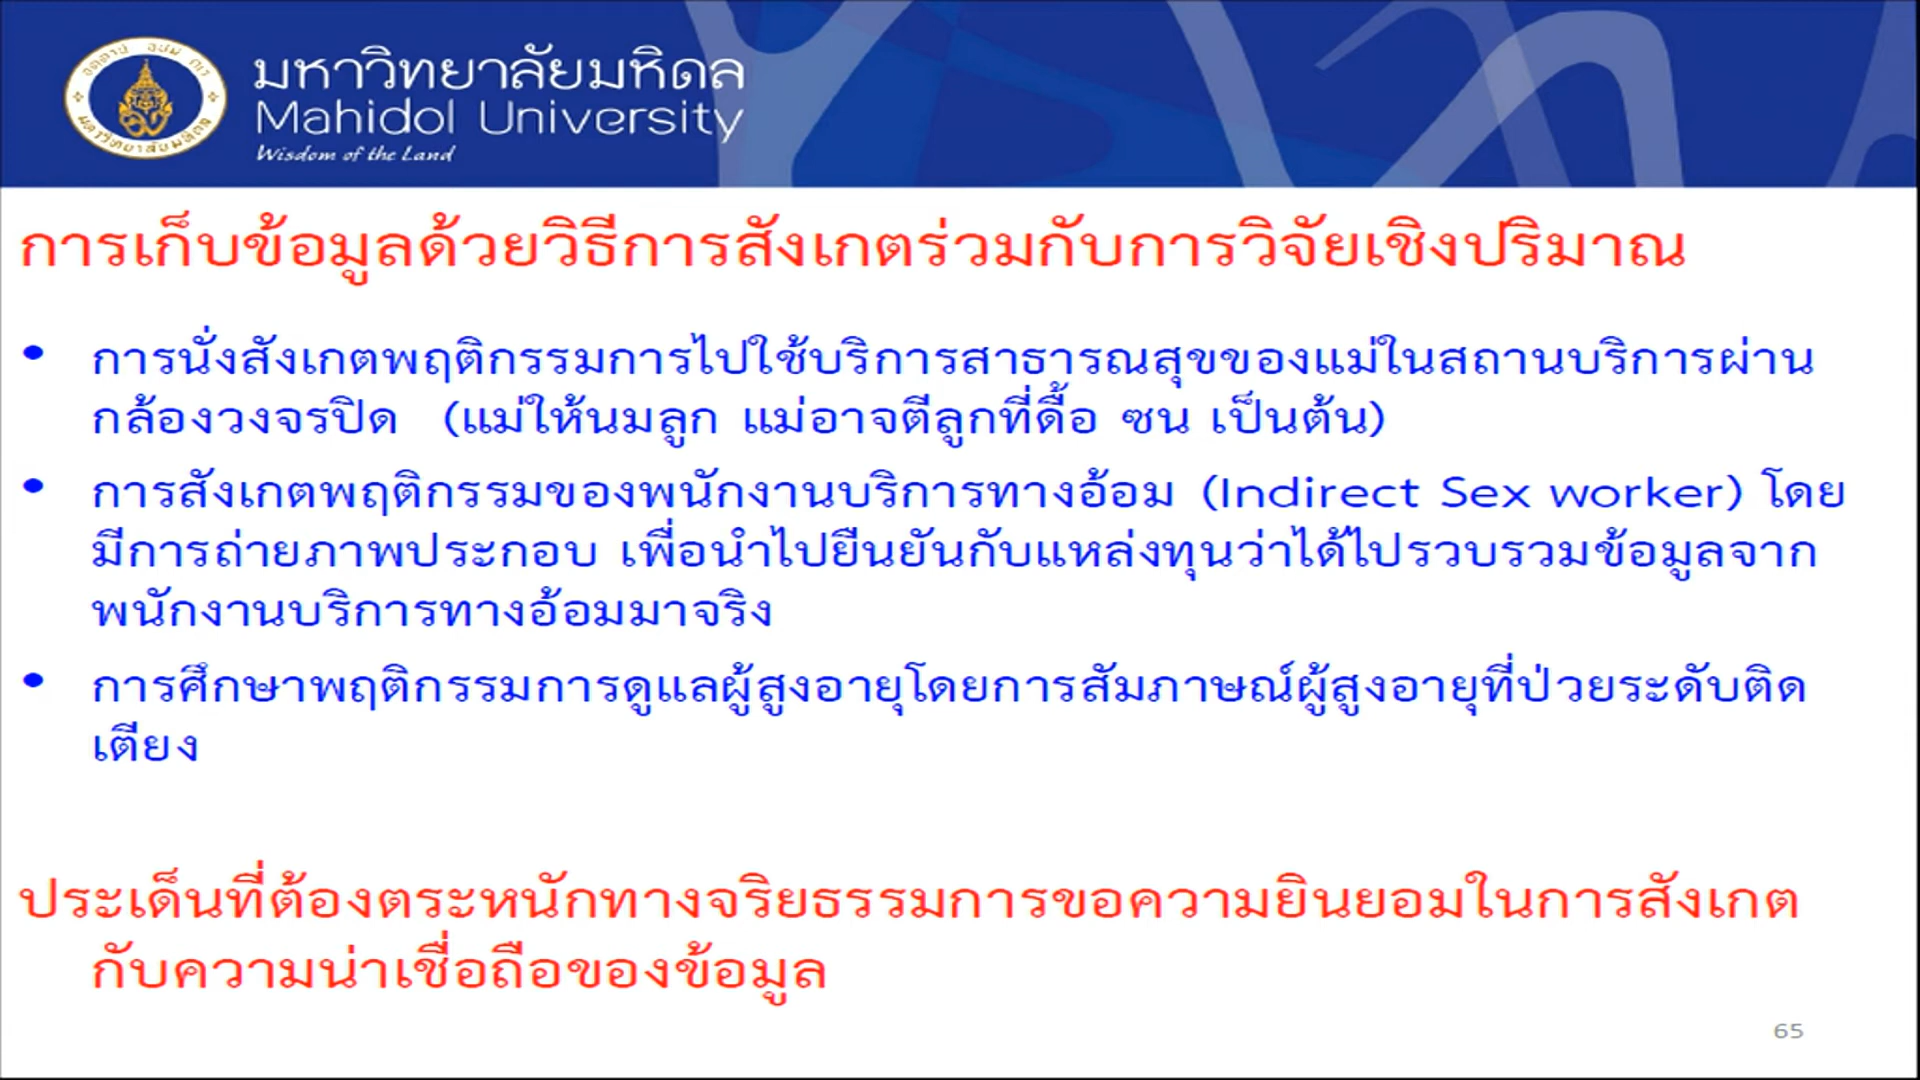 มหาวิทยาลัยมหิดล
Mahidol University
Wisdom of the Land
การเก็บข้อมูลด้วยวิธีการสังเกตร่วมกับการวิจัยเชิงปริมาณ
• การนั่งสังเกตพฤติกรรมการไปใช้บริการสาธารณสุขของแม่ในสถานบริการผ่าน
กล้องวงจรปิด (แม่ให้นมลูก แม่อาจตีลูกที่ดื้อ ซน เป็นต้น)
• การสังเกตพฤติกรรมของพนักงานบริการทางอ้อม (Indirect Sex worker) โดย
มีการถ่ายภาพประกอบ เพื่อนำไปยืนยันกับแหล่งทุนว่าได้ไปรวบรวมข้อมูลจาก
พนักงานบริการทางอ้อมมาจริง
• การศึกษาพฤติกรรมการดูแลผู้สูงอายุโดยการสัมภาษณ์ผู้สูงอายุที่ป่วยระดับติด
เตียง
ประเด็นที่ต้องตระหนักทางจริยธรรมการขอความยินยอมในการสังเกต
กับความน่าเชื่อถือของข้อมูล
65